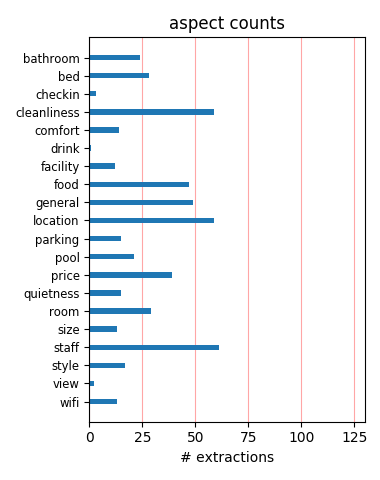 aspect counts
bathroom
bed
checkin
cleanliness
comfort
drink
facility
food
general
location
parking
pool
price
quietness
room
size
staff
style
view
wifi
0 25 50 75 100 125
# extractions